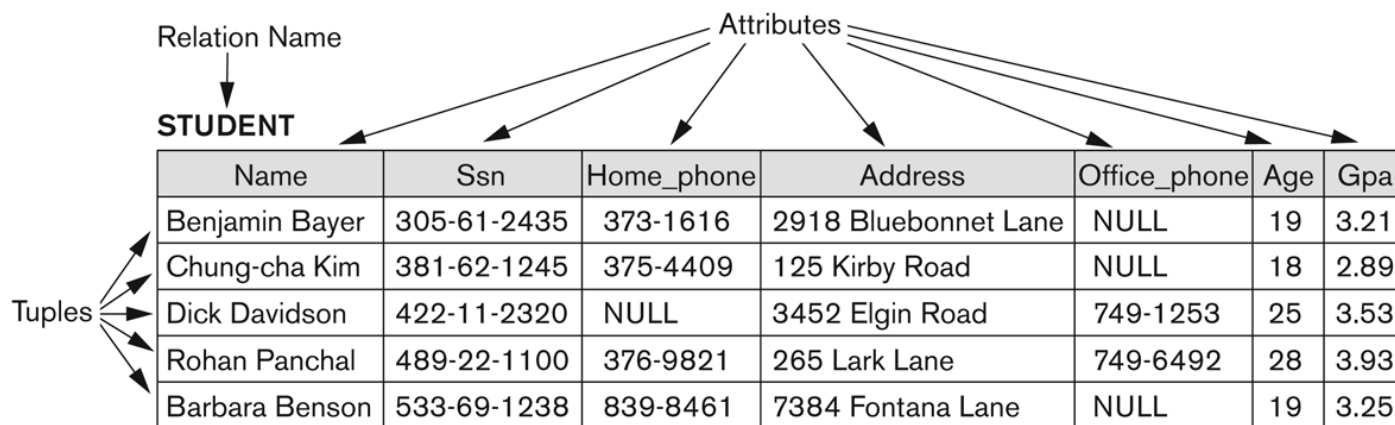 Attributes
Relation Name
STUDENT
Name Ssn Home_phone Address Office_phone Age Gpa
Benjamin Bayer 305-61-2435 373-1616 2918 Bluebonnet Lane NULL 19 3.21
Chung-cha Kim 381-62-1245 375-4409 125 Kirby Road NULL 18 2.89
Tuples
Dick Davidson 422-11-2320 NULL 3452 Elgin Road 749-1253 25 3.53
Rohan Panchal 489-22-1100 376-9821 265 Lark Lane 749-6492 28 3.93
Barbara Benson 533-69-1238 839-8461 7384 Fontana Lane NULL 19 3.25